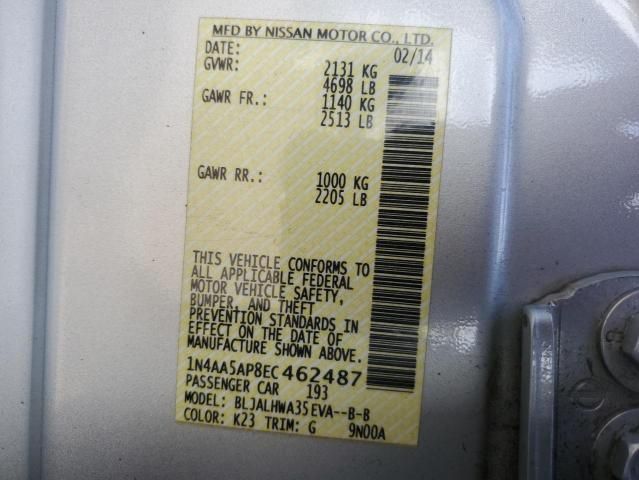 MFD BY NISSAN MOTOR CO., LTD.
DATE: 02/14
GVWR: 2131 KG
4698 LB
GAWR FR.: 1140 KG
2513 LB
GAWR RR.: 1000 KG
2205 LB
THIS VEHICLE CONFORMS TO
ALL APPLICABLE FEDERAL
MOTOR VEHICLE SAFETY,
BUMPER, AND THEFT
PREVENTION STANDARDS IN
EFFECT ON THE DATE OF
MANUFACTURE SHOWN ABOVE.
1N4AA5AP8EC462487
PASSENGER CAR 193
MODEL: BLJALHWA35EVA--B-B
COLOR: K23 TRIM: G 9N00A